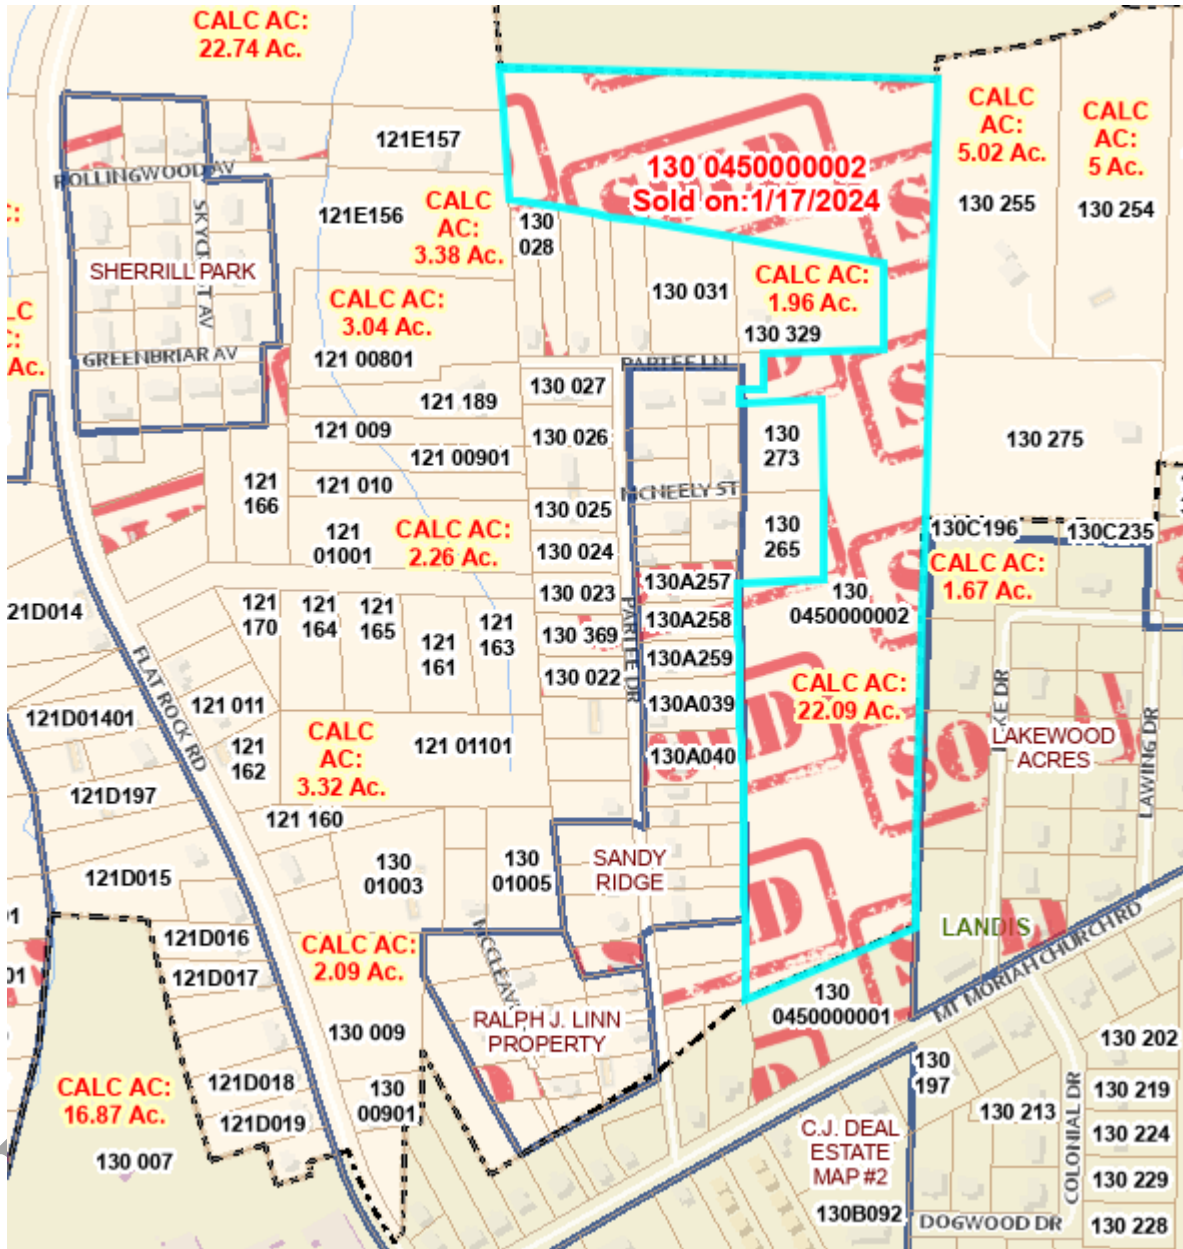 CALC AC:
22.74 Ac.
121E157
CALC
AC:
5.02 Ac.
CALC
AC:
5 Ac.
ROLLINGWOOD AV
130 0450000002
Sold on:1/17/2024
121E156
CALC
AC:
3.38 Ac.
130
028
130 255
130 254
SHERRILL PARK
CALC AC:
3.04 Ac.
130 031
CALC AC:
1.96 Ac.
130 329
GREENBRIAR AV
121 00801
PARTEE LN
Ac.
121 189
130 027
121 009
130 026
130
273
130 275
121 00901
121
166
121 010
MCNEELY ST
130 025
121
01001
CALC AC:
2.26 Ac.
130 024
130
265
130C196
130C235
CALC AC:
1.67 Ac.
130A257
130 023
130
0450000002
21D014
121
170
121
164
121
165
121
161
121
163
130 369
130A258
PARTEE DR
130A259
130 022
FLAT ROCK RD
121 011
130A039
CALC AC:
22.09 Ac.
SOLD
121D01401
121
162
CALC
AC:
3.32 Ac.
121 01101
130A040
LAKEWOOD
ACRES
LAWING DR
121D197
121 160
121D015
130
01003
130
01005
SANDY
RIDGE
LANDIS
121D016
121D017
CALC AC:
2.09 Ac.
MT MORIAH CHURCH RD
130
0450000001
130 009
RALPH J. LINN
PROPERTY
130 202
CALC AC:
16.87 Ac.
121D018
121D019
130
00901
130
197
130 219
130 213
COLONIAL DR
130 224
130 007
C.J. DEAL
ESTATE
MAP #2
130 229
130B092
DOGWOOD DR
130 228